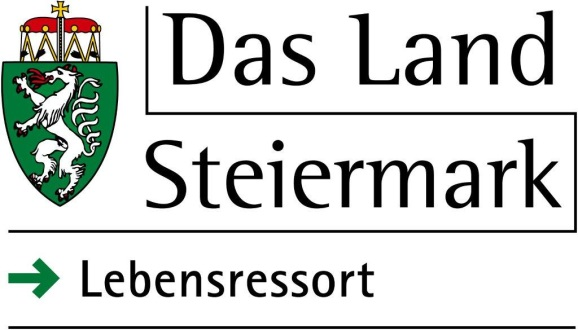 Das Land
Steiermark
→ Lebensressort